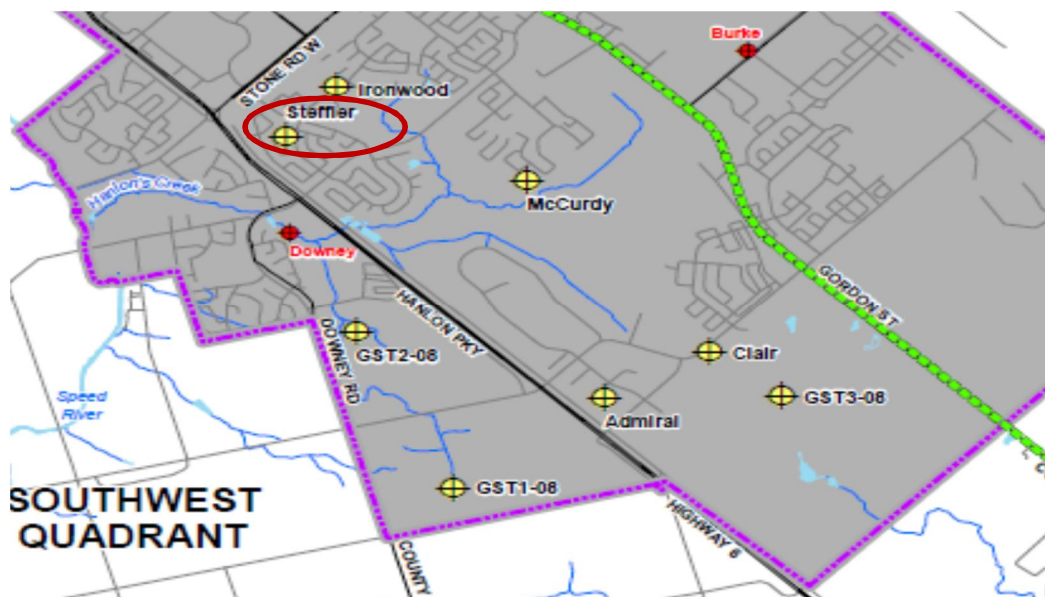 Burke
STONE RD W
Ironwood
Steffler
McCurdy
Hanlon's Creek
Downey
GORDON ST
HANLON PKY
DOWNEY RD
GST2-08
Clair
GST3-08
Speed
River
Admiral
GST1-08
SOUTHWEST
QUADRANT
HIGHWAY 6
COUNTY